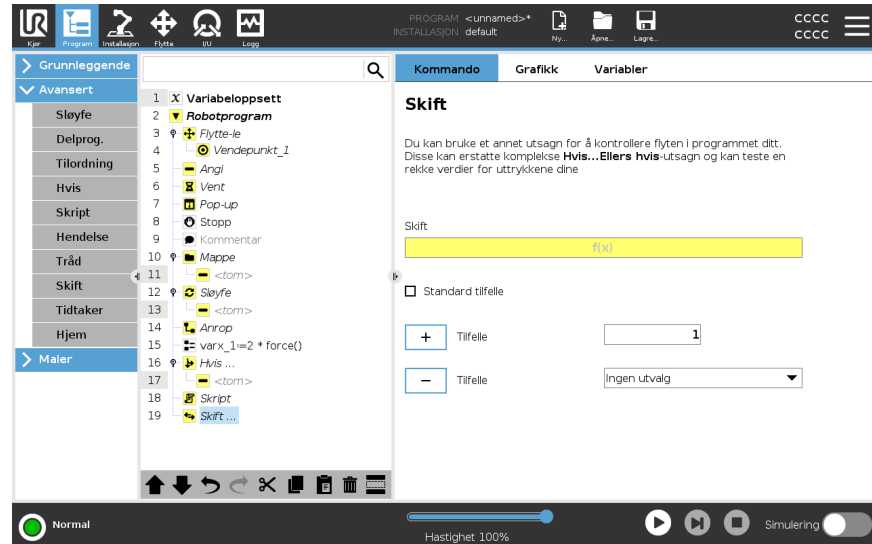 PROGRAM <unnamed>*
INSTALLASJON default
Kjør
Program
Installasjon
Flytte
I/U
Logg
Ny...
Åpne...
Lagre...
CCCC
CCCC
Grunnleggende
Avansert
Sløyfe
Delprog.
Tilordning
Hvis
Skript
Hendelse
Tråd
Skift
Tidtaker
Hjem
Maler
1 X Variabeloppsett
2 Robotprogram
3 Flytte-le
4 Vendepunkt_1
5 Angi
6 Vent
7 Pop-up
8 Stopp
9 Kommentar
10 Mappe
11 <tom>
12 Sløyfe
13 <tom>
14 Anrop
15 varx_1:=2 * force()
16 Hvis ...
17 <tom>
18 Skript
19 Skift ...
Kommando
Grafikk
Variabler
Skift
Du kan bruke et annet utsagn for å kontrollere flyten i programmet ditt.
Disse kan erstatte komplekse Hvis...Ellers hvis-utsagn og kan teste en
rekke verdier for uttrykkene dine
Skift
f(x)
Standard tilfelle
+ Tilfelle 1
− Tilfelle Ingen utvalg
Normal
Hastighet 100%
Simulering